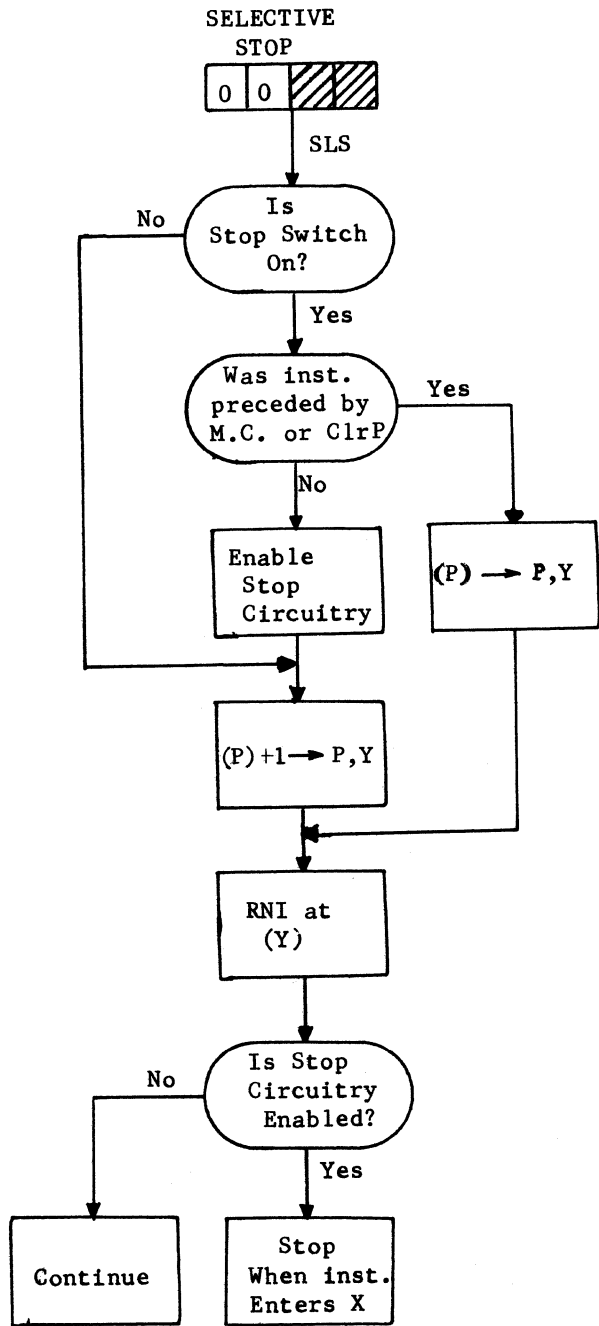 SELECTIVE
STOP
0 0
SLS
Is
Stop Switch
On?
No
Yes
Was inst.
preceded by
M.C. or ClrP
Yes
No
Enable
Stop
Circuitry
(P) → P,Y
(P)+1→ P,Y
RNI at
(Y)
Is Stop
Circuitry
Enabled?
No
Yes
Continue
Stop
When inst.
Enters X